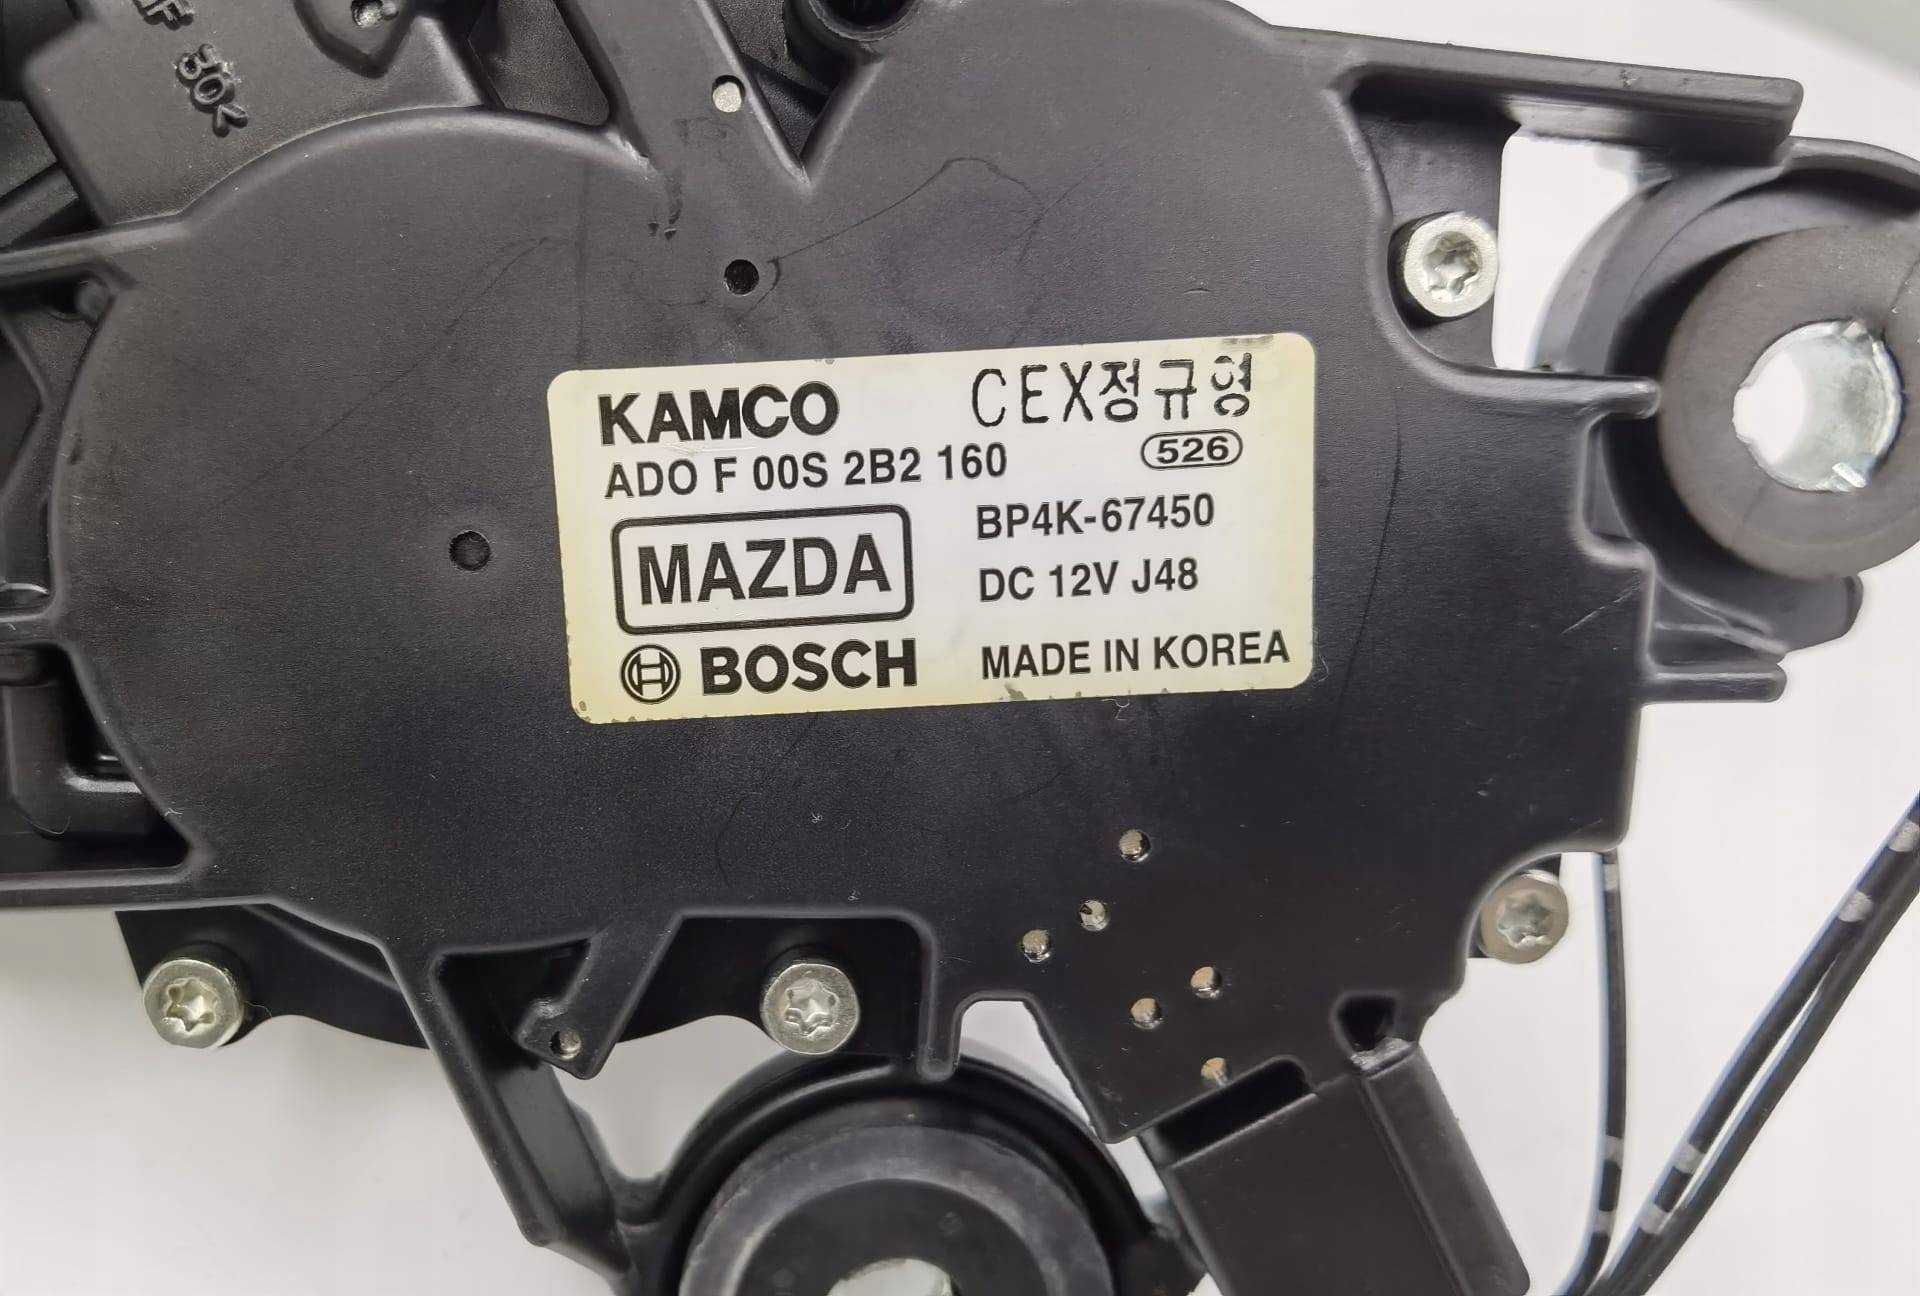 KAMCO CEX정규영
ADO F 00S 2B2 160 526
MAZDA BP4K-67450
DC 12V J48
BOSCH MADE IN KOREA